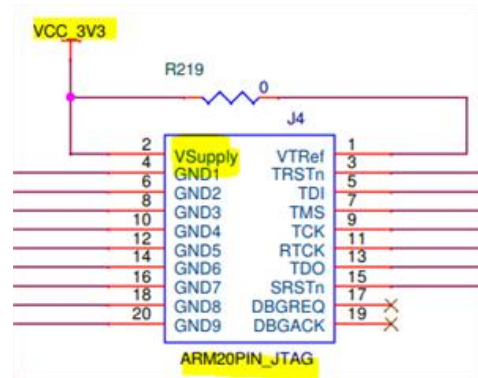 VCC_3V3
R219
0
J4
2 VSupply VTRef 1
4 GND1 TRSTn 3
6 GND2 TDI 5
8 GND3 TMS 7
10 GND4 TCK 9
12 GND5 RTCK 11
14 GND6 TDO 13
16 GND7 SRSTn 15
18 GND8 DBGREQ 17
20 GND9 DBGACK 19
ARM20PIN_JTAG